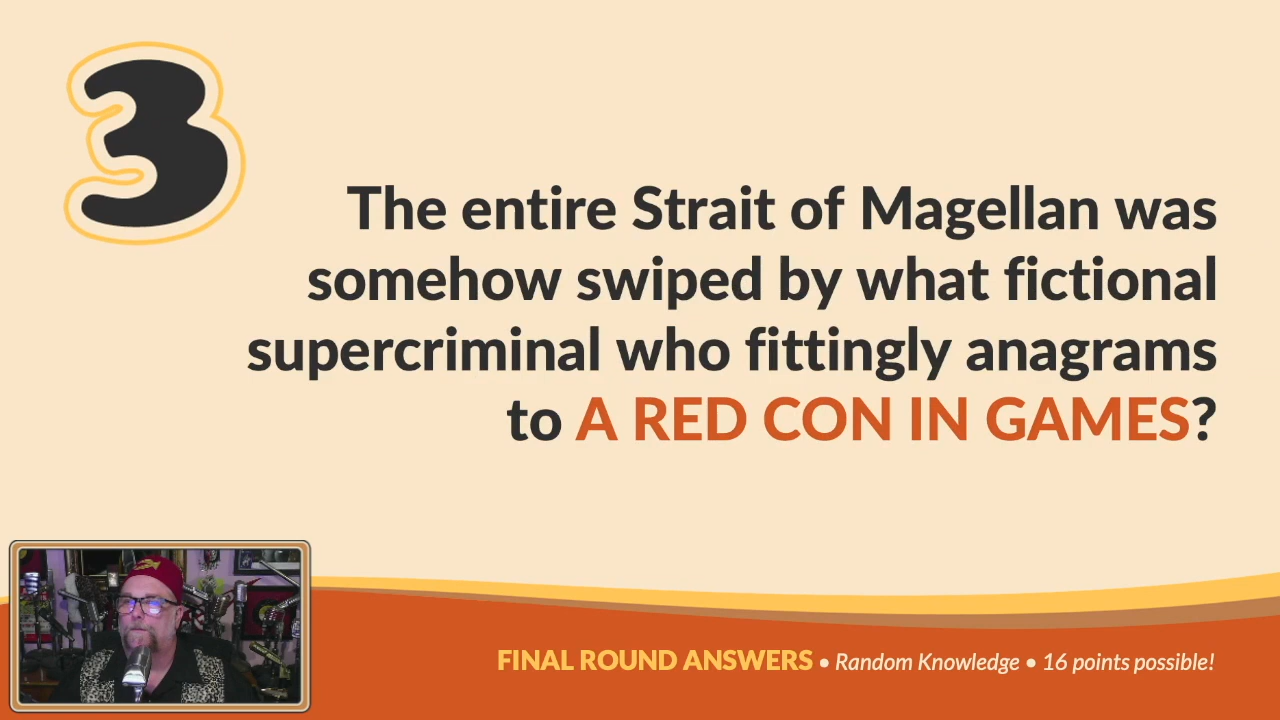 3
The entire Strait of Magellan was
somehow swiped by what fictional
supercriminal who fittingly anagrams
to A RED CON IN GAMES?
FINAL ROUND ANSWERS • Random Knowledge • 16 points possible!